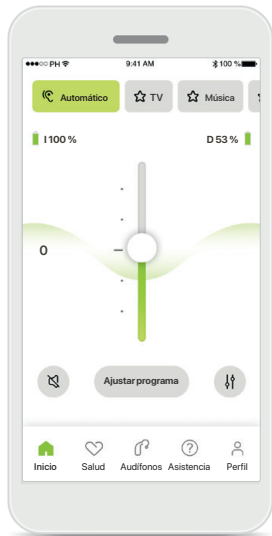 PH 9:41 AM 100 %
Automático TV Música
I 100 % D 53 %
0
Ajustar programa
Inicio Salud Audífonos Asistencia Perfil